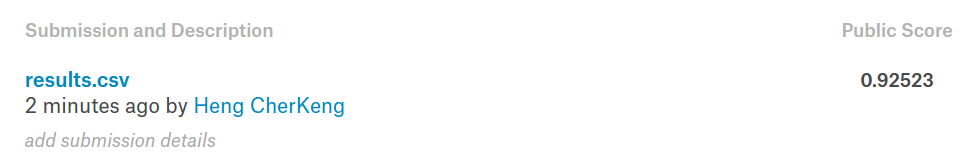 Submission and Description Public Score
results.csv 0.92523
2 minutes ago by Heng CherKeng
add submission details